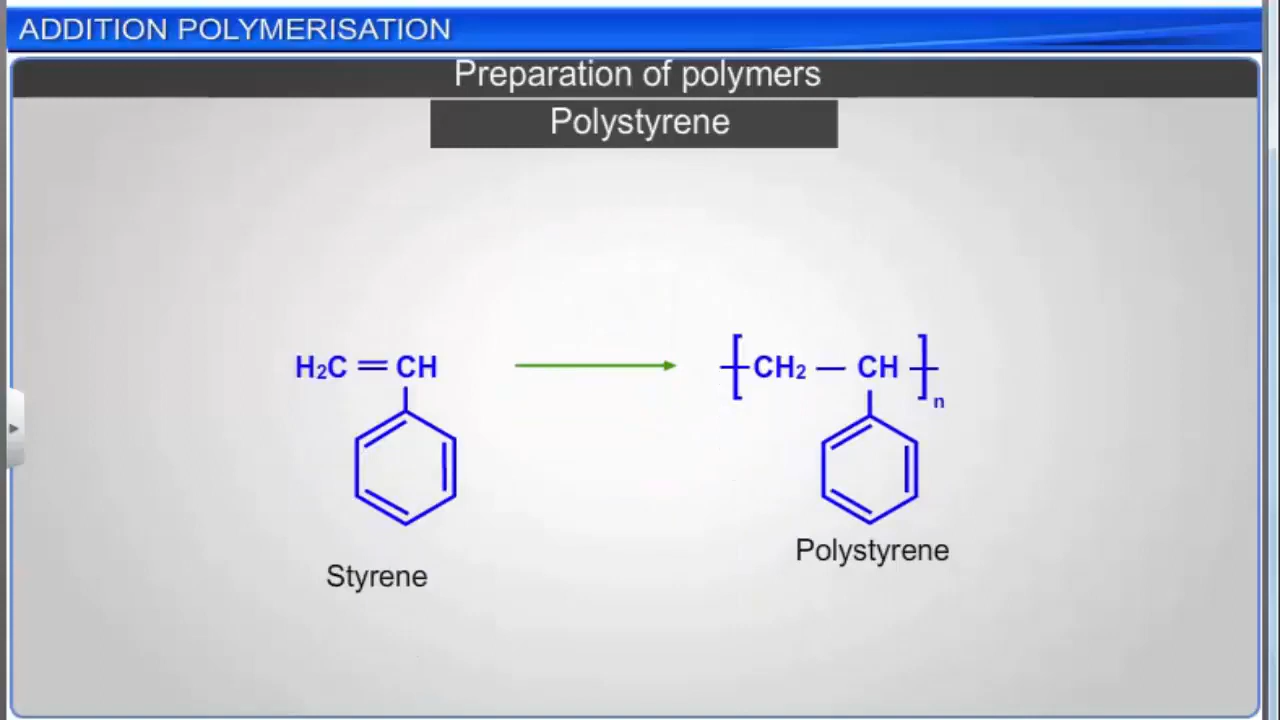 ADDITION POLYMERISATION
Preparation of polymers
Polystyrene
H₂C = CH
[CH₂ — CH]n
Styrene
Polystyrene